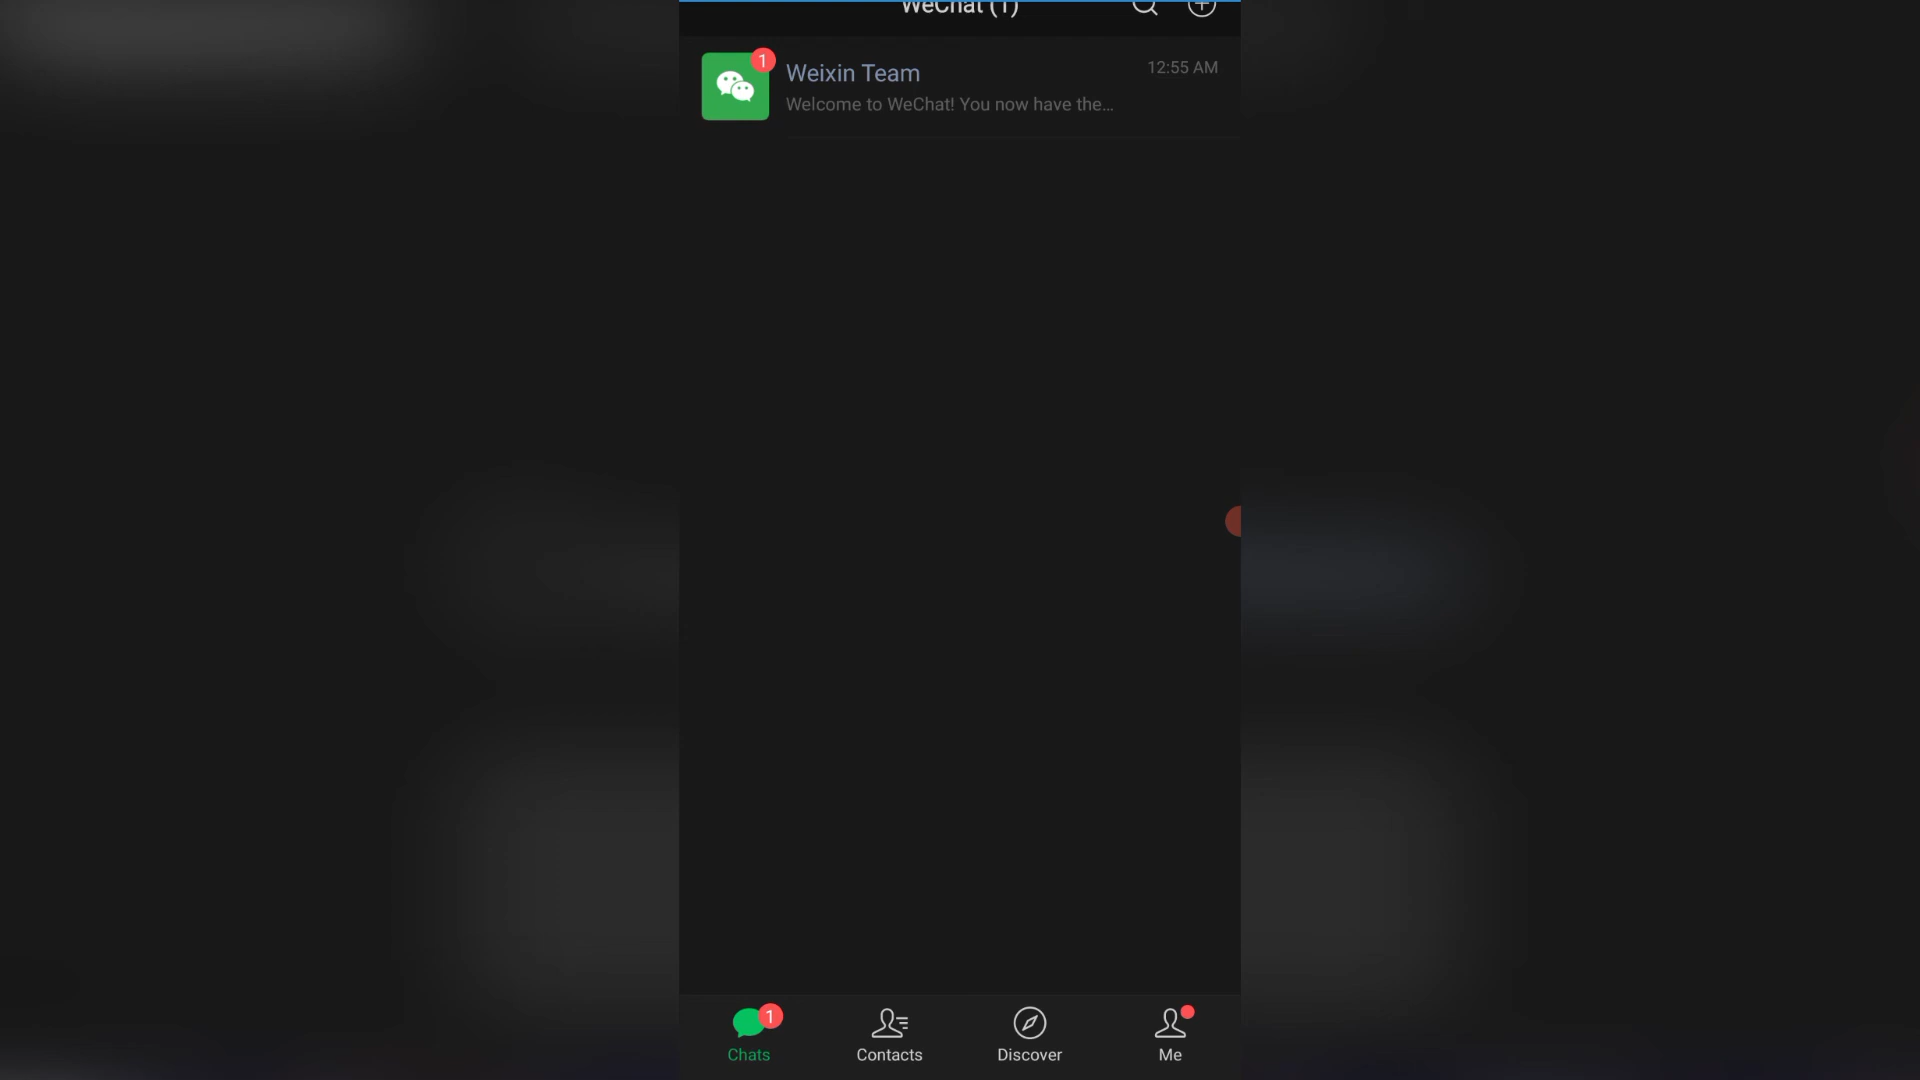 WeChat (1)
1
Weixin Team
12:55 AM
Welcome to WeChat! You now have the...
1
Chats
Contacts
Discover
Me